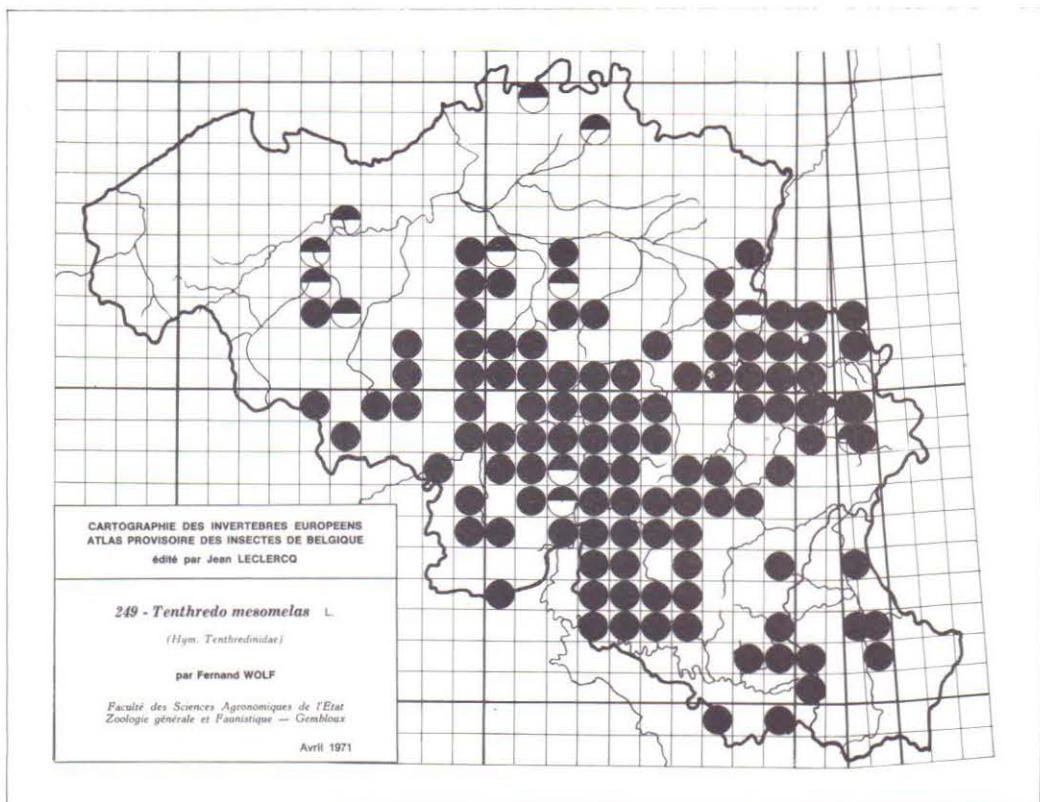 CARTOGRAPHIE DES INVERTEBRES EUROPEENS
ATLAS PROVISOIRE DES INSECTES DE BELGIQUE
édité par Jean LECLERCQ
249 - Tenthredo mesomelas L.
(Hym. Tenthredinidae)
par Fernand WOLF
Faculté des Sciences Agronomiques de l'Etat
Zoologie générale et Faunistique — Gembloux
Avril 1971